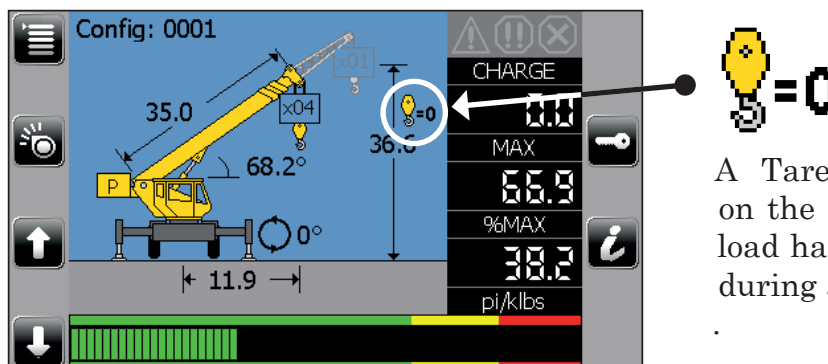 Config: 0001
x01
CHARGE
35.0
x04
=0
0.0
=0
36.6
MAX
68.2°
66.9
P
%MAX
0°
38.2
11.9
pi/klbs
i
A Tare
on the
load ha
during
.